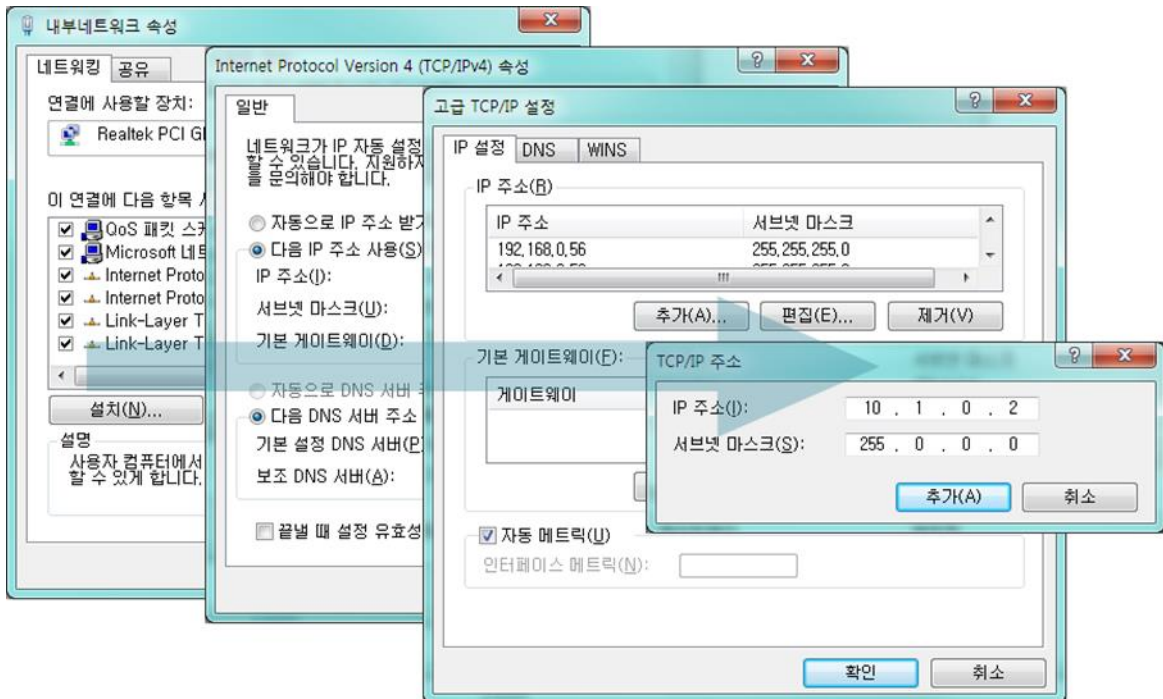 내부네트워크 속성
네트워킹 공유
연결에 사용할 장치:
Realtek PCI
이 연결에 다음 항목
QoS 패킷
Microsoft
Internet
Internet
Link-Layer
Link-Layer
설치(N)...
설명
사용자 컴퓨터에서
할 수 있게 합니다.
Internet Protocol Version 4 (TCP/IPv4) 속성
일반
네트워크가 IP 자동 설정
할 수 있습니다. 지원하지
를 문의해야 합니다.
자동으로 IP 주소 받기
다음 IP 주소 사용(S)
IP 주소(I):
서브넷 마스크(U):
기본 게이트웨이(D):
자동으로 DNS 서버
다음 DNS 서버 주소
기본 설정 DNS 서버(P)
보조 DNS 서버(A):
끝낼 때 설정 유효성
고급 TCP/IP 설정
IP 설정 DNS WINS
IP 주소(R)
IP 주소 서브넷 마스크
192.168.0.56 255.255.255.0
추가(A)... 편집(E)... 제거(V)
기본 게이트웨이(F):
게이트웨이
자동 메트릭(U)
인터페이스 메트릭(N):
확인 취소
TCP/IP 주소
IP 주소(I): 10 . 1 . 0 . 2
서브넷 마스크(S): 255 . 0 . 0 . 0
추가(A) 취소